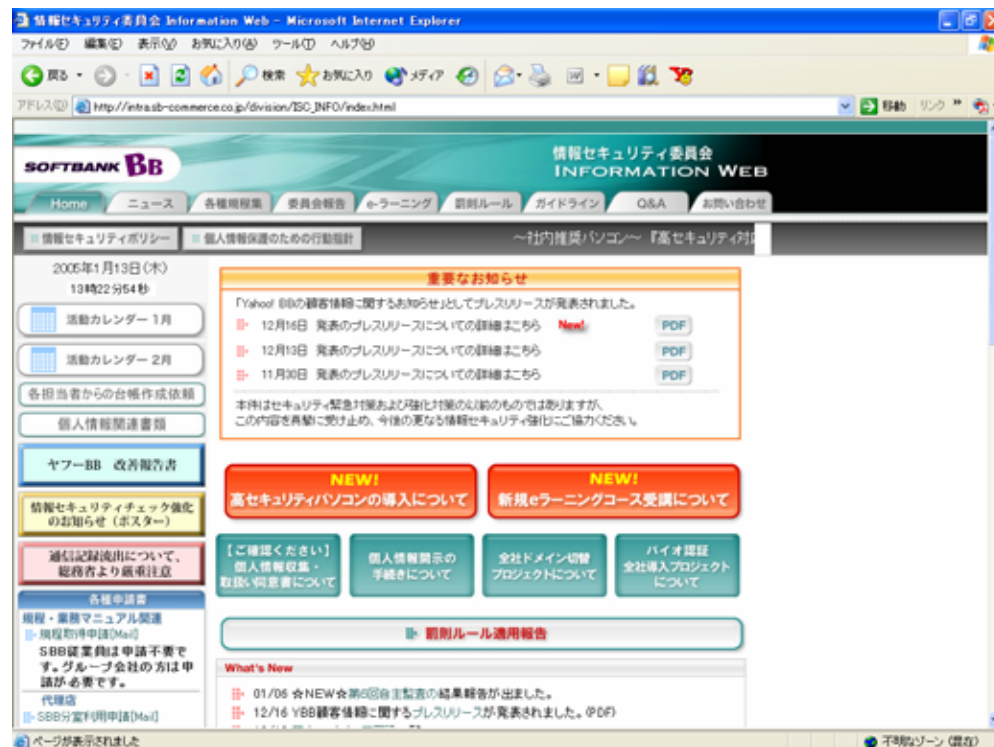 情報セキュリティ委員会 Information Web - Microsoft Internet Explorer
ファイル(F) 編集(E) 表示(V) お気に入り(A) ツール(T) ヘルプ(H)
戻る 検索 お気に入り メディア
アドレス(D) http://intra.sb-commerce.co.jp/division/ISC_INFO/index.html 移動 リンク
SOFTBANK BB
情報セキュリティ委員会
INFORMATION WEB
Home ニュース 各種規程集 委員会報告 e-ラーニング 罰則ルール ガイドライン Q&A お問い合わせ
情報セキュリティポリシー 個人情報保護のための行動指針 ～社内推奨パソコン～ 『高セキュリティ対
2005年1月13日(木)
13時22分54秒
活動カレンダー 1月
活動カレンダー 2月
各担当者からの台帳作成依頼
個人情報関連書類
ヤフーBB 改善報告書
情報セキュリティチェック強化
のお知らせ（ポスター）
通信記録流出について、
総務省より厳重注意
各種申請書
規程・業務マニュアル関連
規程取得申請[Mail]
SBB従業員は申請不要で
す。グループ会社の方は申
請が必要です。
代理店
SBB分室利用申請[Mail]
重要なお知らせ
「Yahoo! BBの顧客情報に関するお知らせ」としてプレスリリースが発表されました。
12月16日 発表のプレスリリースについての詳細はこちら New! PDF
12月13日 発表のプレスリリースについての詳細はこちら PDF
11月30日 発表のプレスリリースについての詳細はこちら PDF
本件はセキュリティ緊急対策および強化対策の以前のものではありますが、
この内容を真摯に受け止め、今後の更なる情報セキュリティ強化にご協力ください。
NEW!
高セキュリティパソコンの導入について
NEW!
新規eラーニングコース受講について
【ご確認ください】
個人情報収集・
取扱い同意書について
個人情報開示の
手続きについて
全社ドメイン切替
プロジェクトについて
バイオ認証
全社導入プロジェクト
について
罰則ルール適用報告
What's New
01/06 ☆NEW☆第6回自主監査の結果報告が出ました。
12/16 YBB顧客情報に関するプレスリリースが発表されました。(PDF)
ページが表示されました 不明なゾーン (混在)